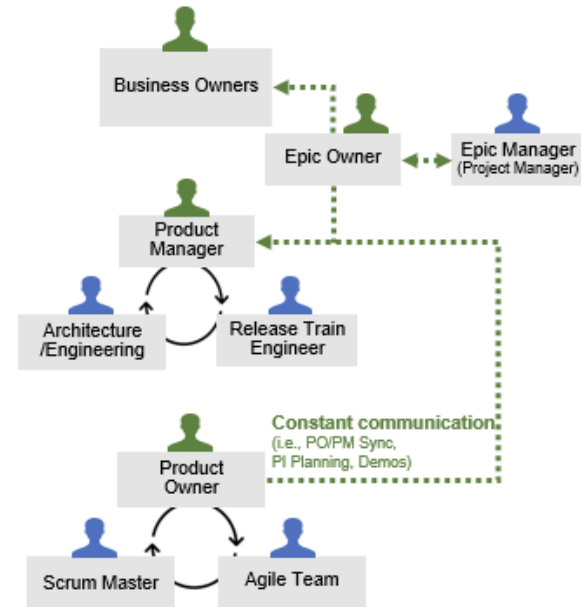 Business Owners
Epic Owner
Epic Manager
(Project Manager)
Product
Manager
Architecture
/Engineering
Release Train
Engineer
Constant communication
(i.e., PO/PM Sync,
PI Planning, Demos)
Product
Owner
Scrum Master
Agile Team